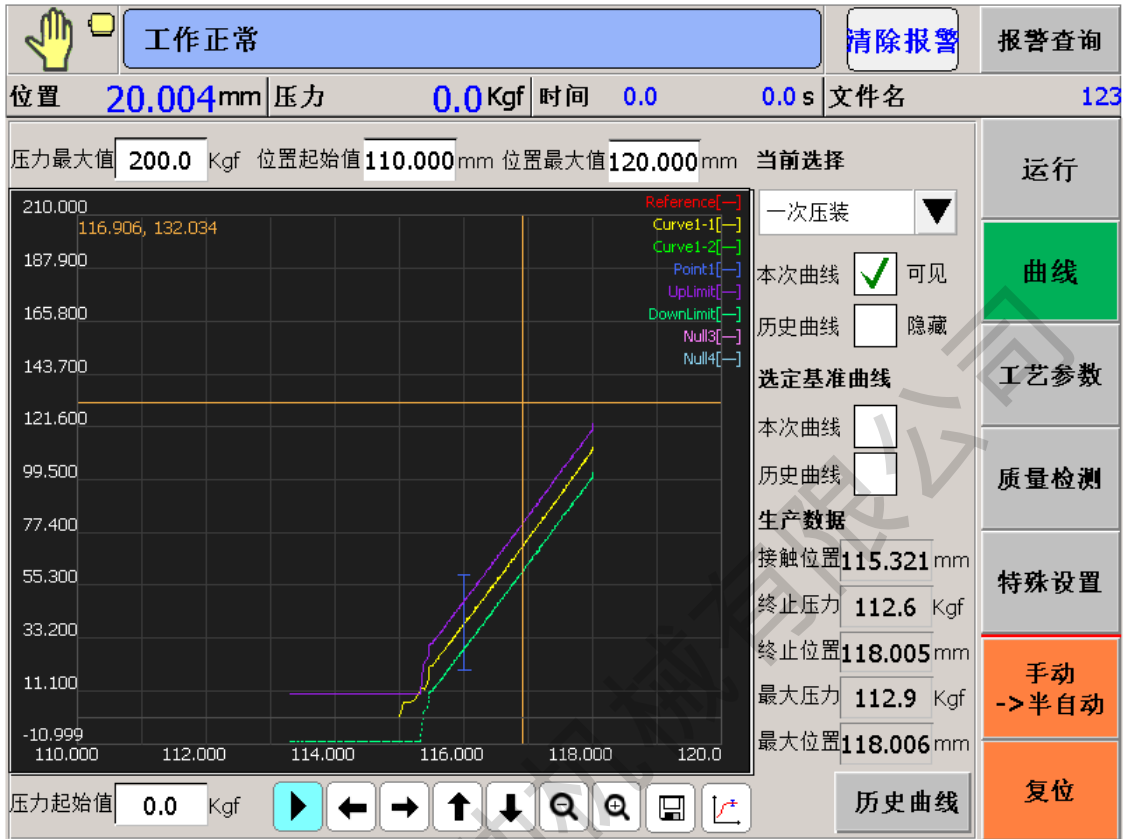 工作正常
清除报警
报警查询
位置 20.004mm 压力 0.0Kgf 时间 0.0 0.0 s 文件名 123
压力最大值 200.0 Kgf 位置起始值 110.000 mm 位置最大值 120.000 mm 当前选择
一次压装
本次曲线 可见
历史曲线 隐藏
选定基准曲线
本次曲线
历史曲线
生产数据
接触位置 115.321 mm
终止压力 112.6 Kgf
终止位置 118.005 mm
最大压力 112.9 Kgf
最大位置 118.006 mm
历史曲线
210.000
187.900
165.800
143.700
121.600
99.500
77.400
55.300
33.200
11.100
-10.999
110.000 112.000 114.000 116.000 118.000 120.0
116.906, 132.034
Reference[—]
Curve1-1[—]
Curve1-2[—]
Point1[—]
UpLimit[—]
DownLimit[—]
Null3[—]
Null4[—]
压力起始值 0.0 Kgf
运行
曲线
工艺参数
质量检测
特殊设置
手动
->半自动
复位
机械有限公司